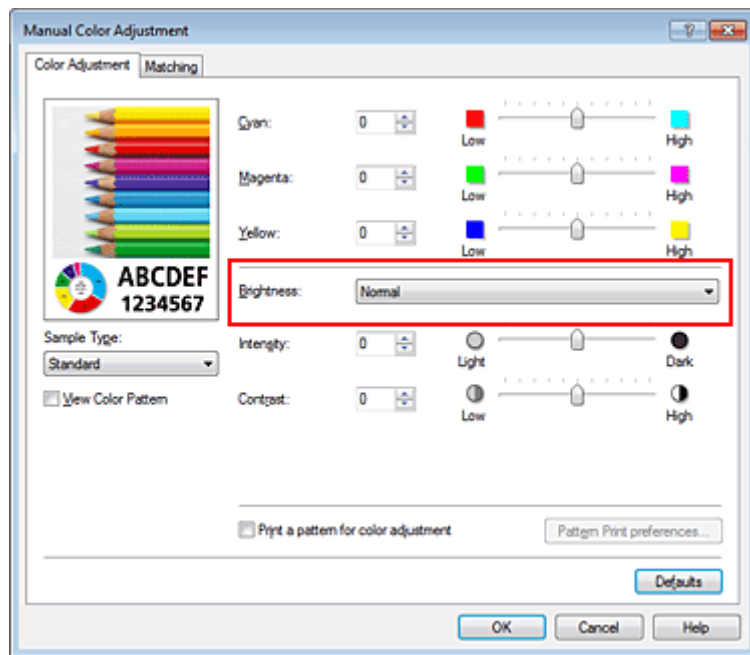 Manual Color Adjustment
Color Adjustment Matching
Cyan: 0 Low High
Magenta: 0 Low High
Yellow: 0 Low High
ABCDEF
1234567
Brightness: Normal
Sample Type:
Standard
Intensity: 0 Light Dark
View Color Pattern
Contrast: 0 Low High
Print a pattern for color adjustment Pattern Print preferences...
Defaults
OK Cancel Help